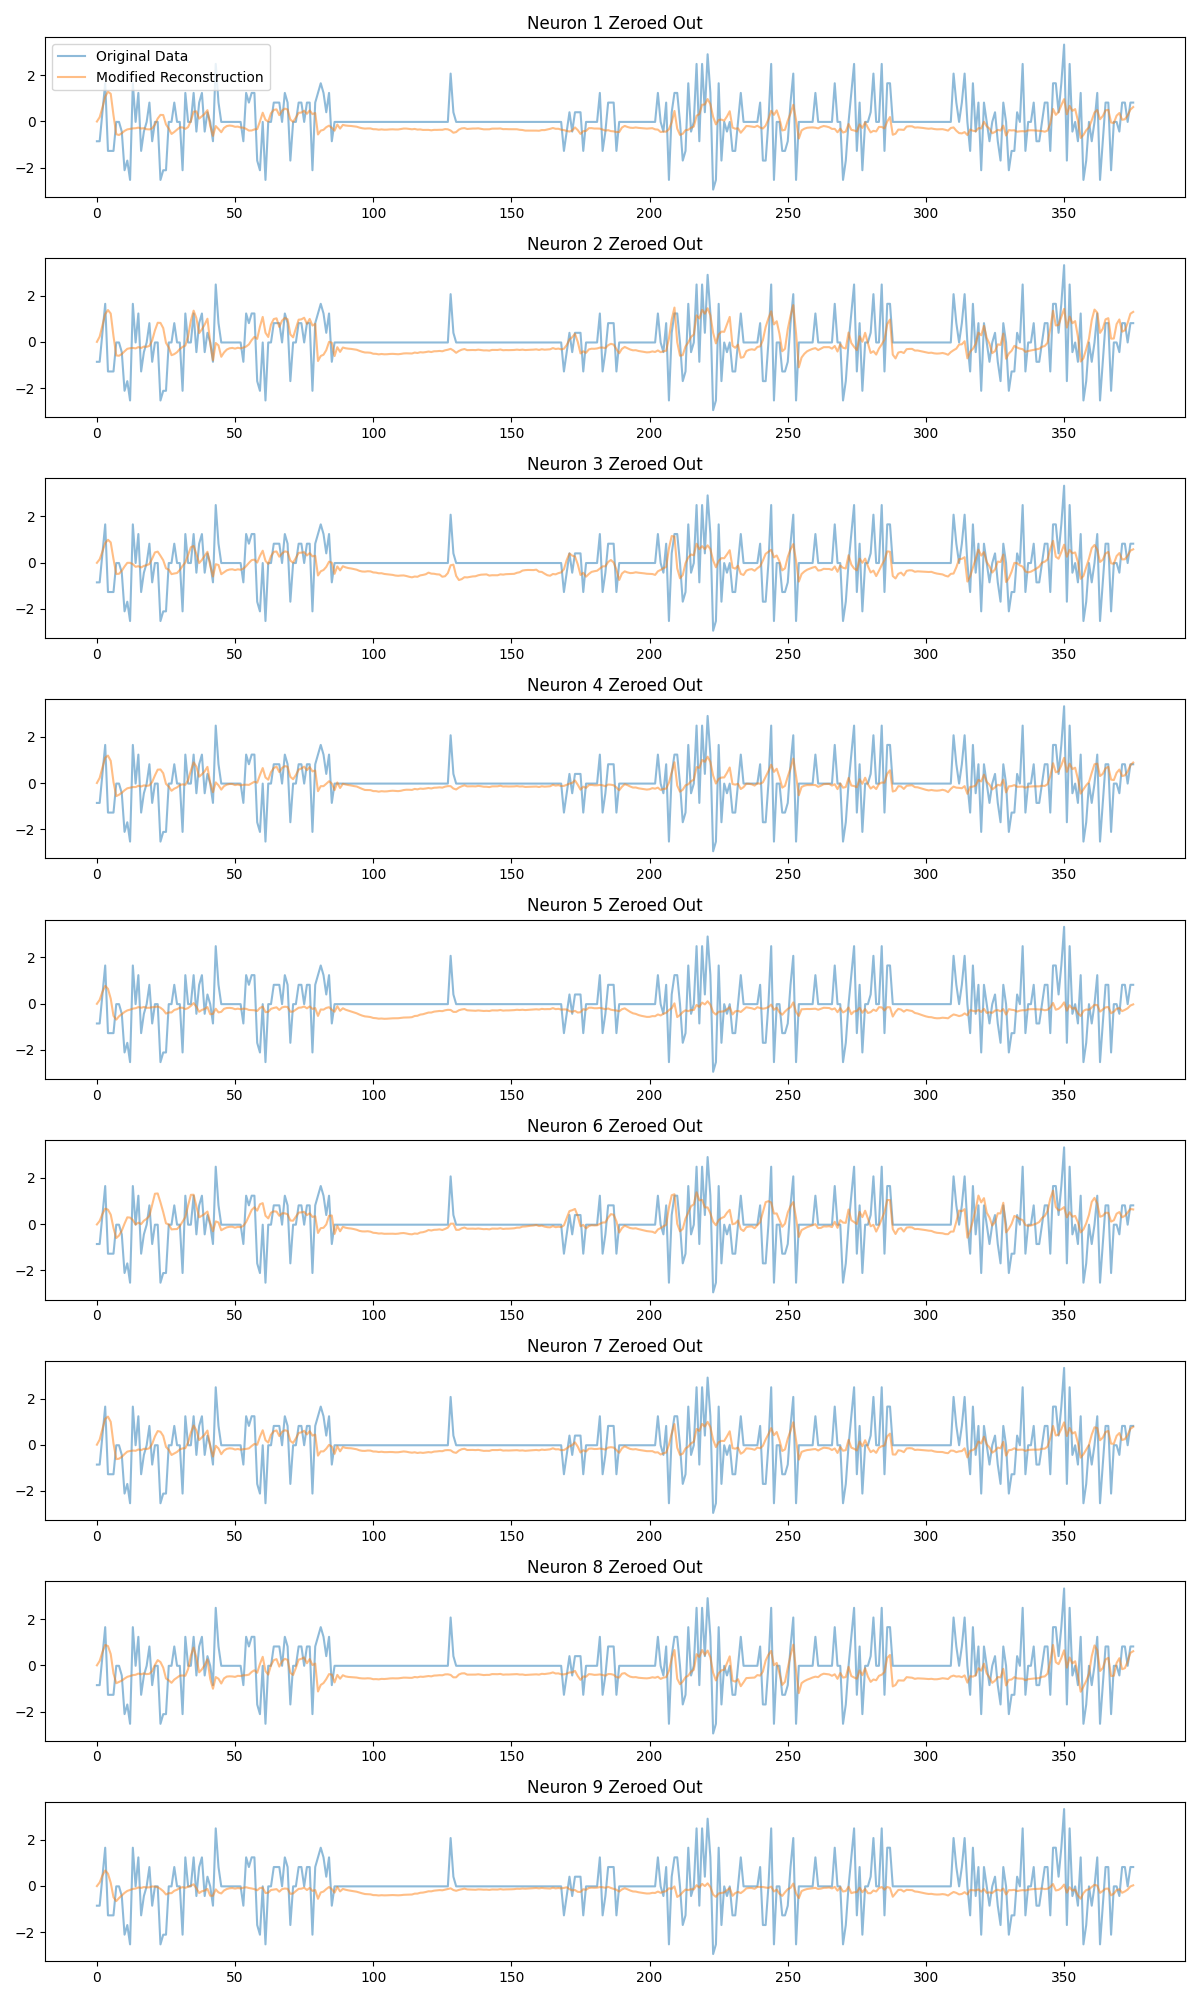 Neuron 1 Zeroed Out
Original Data
Modified Reconstruction
2
0
−2
0 50 100 150 200 250 300 350
Neuron 2 Zeroed Out
2
0
−2
0 50 100 150 200 250 300 350
Neuron 3 Zeroed Out
2
0
−2
0 50 100 150 200 250 300 350
Neuron 4 Zeroed Out
2
0
−2
0 50 100 150 200 250 300 350
Neuron 5 Zeroed Out
2
0
−2
0 50 100 150 200 250 300 350
Neuron 6 Zeroed Out
2
0
−2
0 50 100 150 200 250 300 350
Neuron 7 Zeroed Out
2
0
−2
0 50 100 150 200 250 300 350
Neuron 8 Zeroed Out
2
0
−2
0 50 100 150 200 250 300 350
Neuron 9 Zeroed Out
2
0
−2
0 50 100 150 200 250 300 350